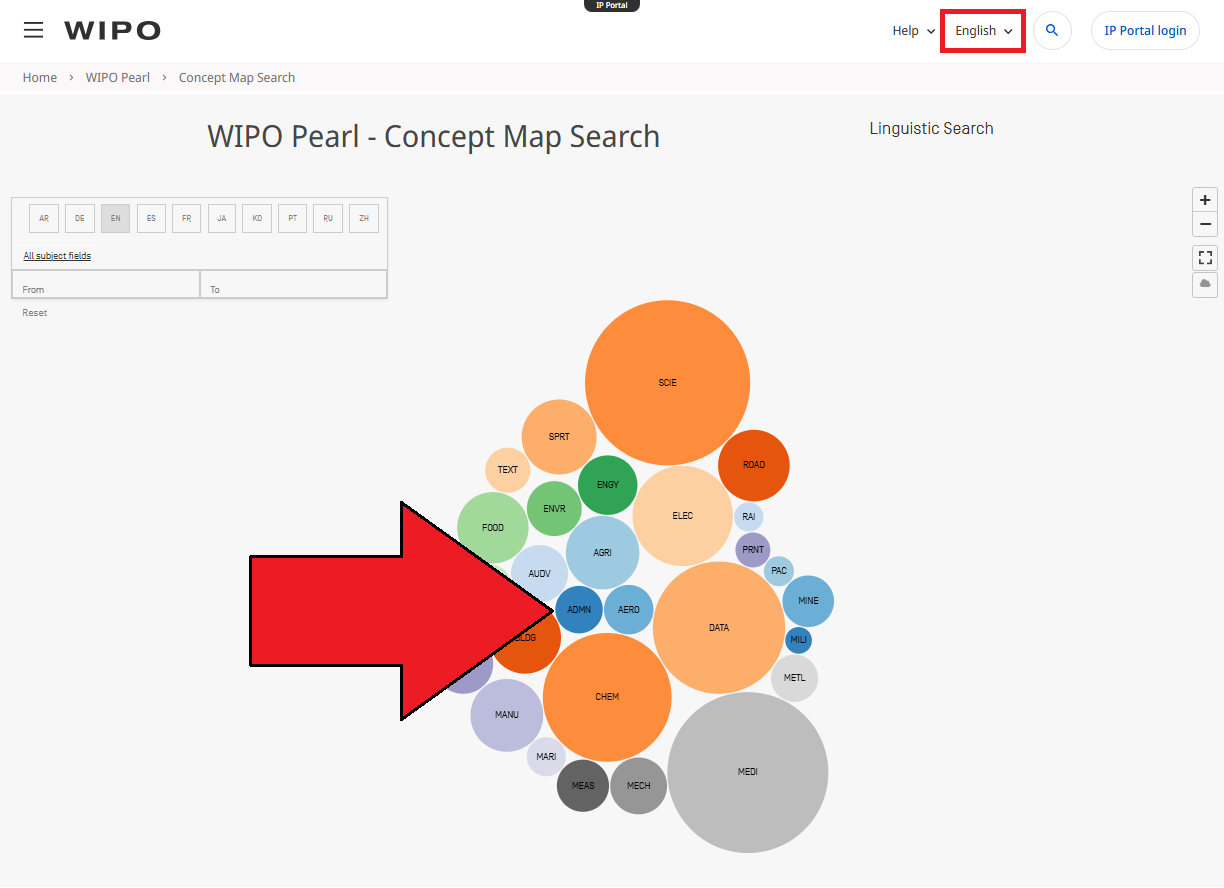 IP Portal
WIPO
Help
English
IP Portal login
Home > WIPO Pearl > Concept Map Search
WIPO Pearl - Concept Map Search
Linguistic Search
AR DE EN ES FR JA KO PT RU ZH
All subject fields
From To
Reset
SCIE
SPRT
ROAD
TEXT
ENGY
ENVR
ELEC
RAI
FOOD
PRNT
AGRI
PAC
AUDV
MINE
ADMN
AERO
DATA
MILI
METL
CHEM
MANU
MARI
MEDI
MEAS
MECH